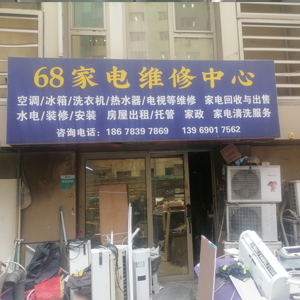 68家电维修中心
空调/冰箱/洗衣机/热水器/电视等维修 家电回收与出售
水电/装修/安装 房屋出租/托管 家政 家电清洗服务
咨询电话：186 7839 7869 139 6901 7562